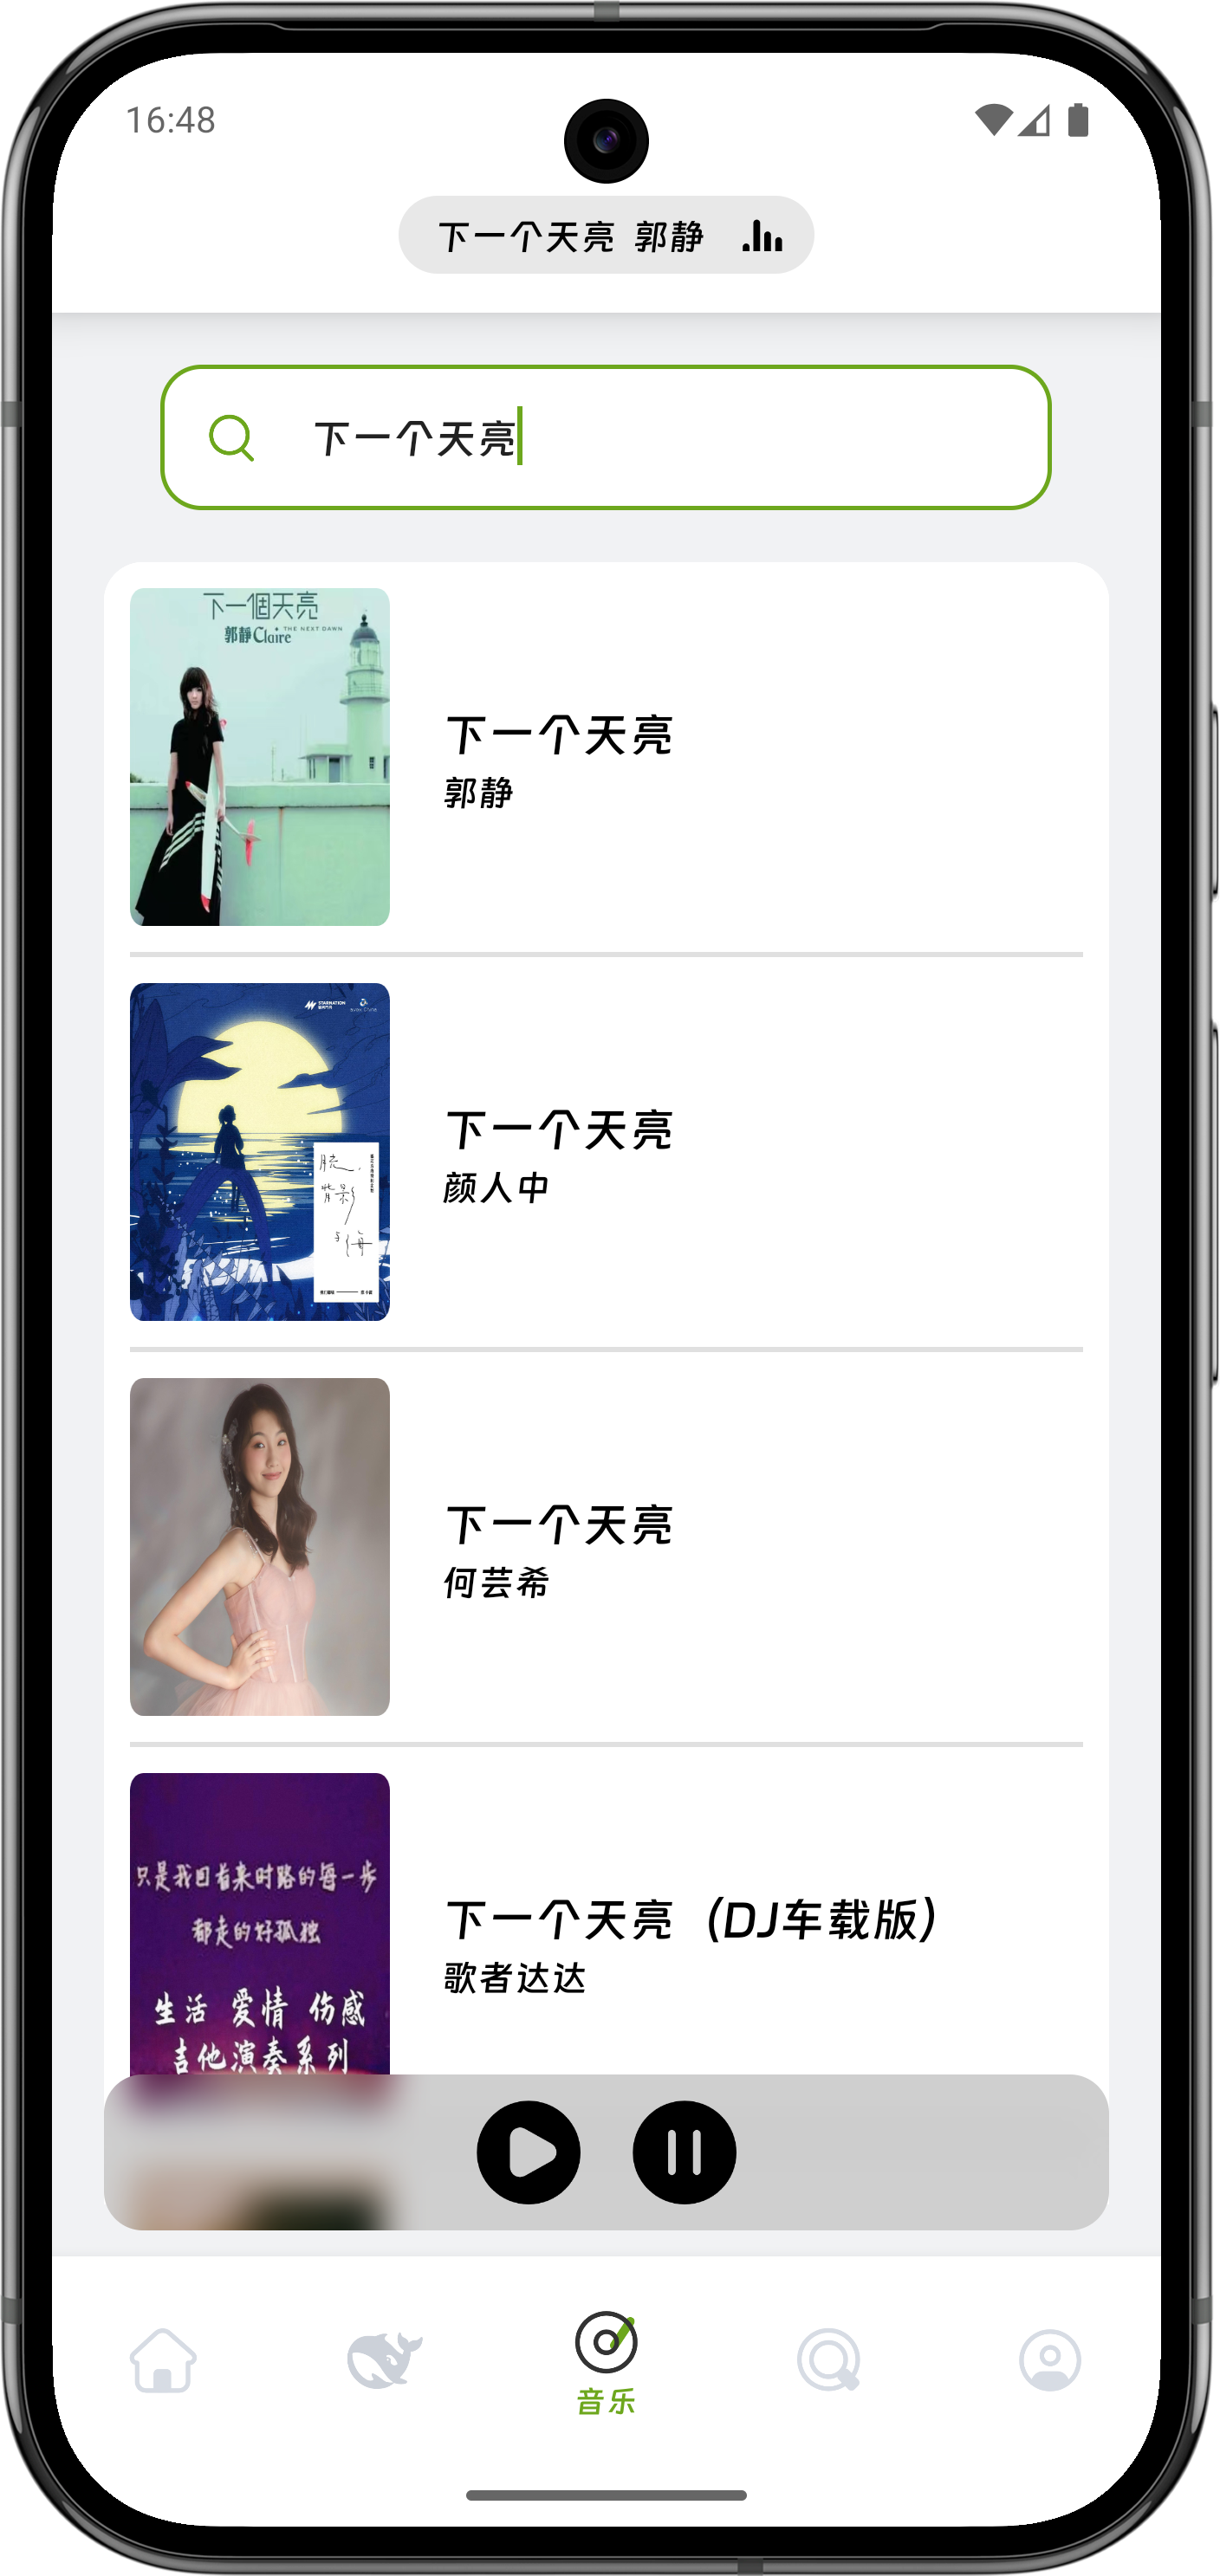 16:48
下一个天亮 郭静
下一个天亮
下一個天亮
郭靜Claire
THE NEXT DAWN
下一个天亮
郭静
STARNATION
下一个天亮
颜人中
下一个天亮
何芸希
只是我回看来时路的每一步
都走的好孤独
生活 爱情 伤感
吉他演奏系列
下一个天亮（DJ车载版）
歌者达达
音乐